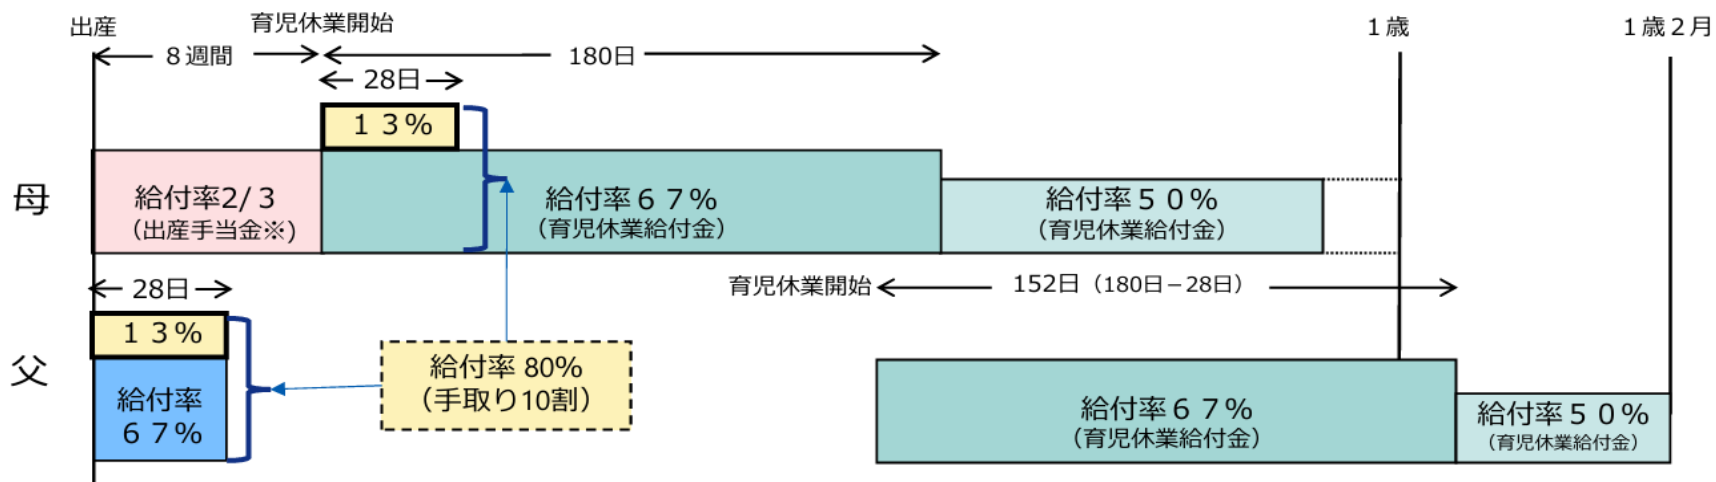 出産
育児休業開始
１歳
１歳２月
８週間
180日
28日
１３%
母
給付率2/３
（出産手当金※)
給付率６７%
（育児休業給付金）
給付率５０%
（育児休業給付金）
28日
育児休業開始
152日（180日－28日）
１３%
父
給付率
６７%
給付率 80%
（手取り10割）
給付率６７%
（育児休業給付金）
給付率５０%
（育児休業給付金）